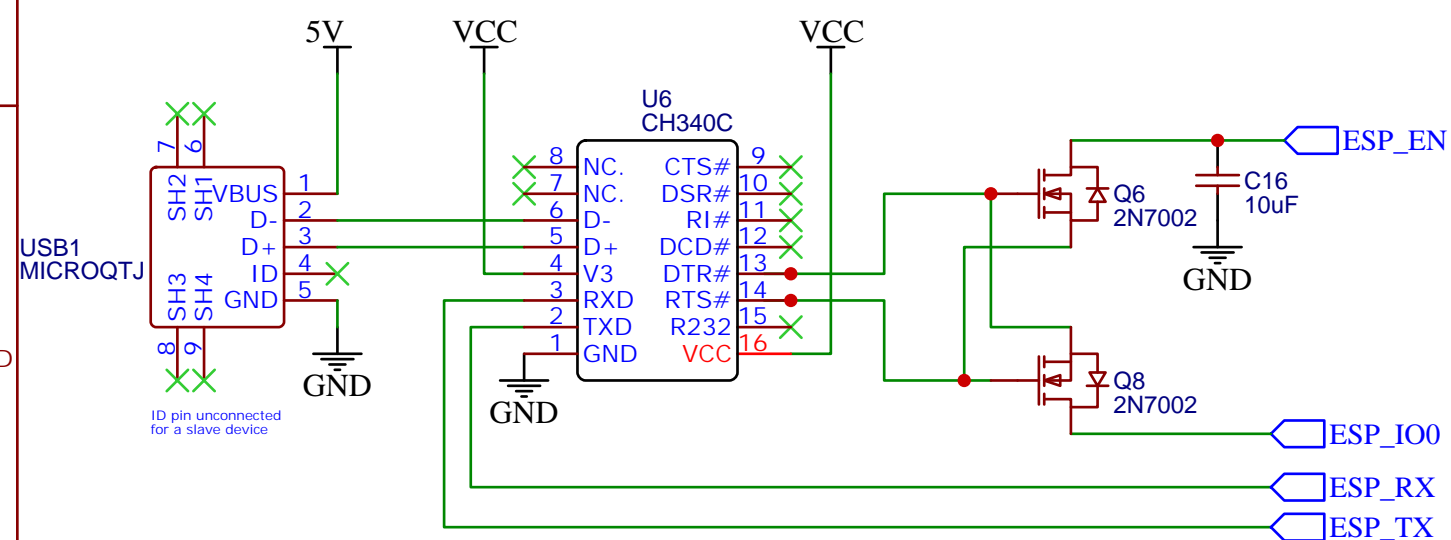 5V
VCC
VCC
U6
CH340C
USB1
MICROQTJ
7
6
SH2
SH1
VBUS
1
D-
2
D+
3
ID
4
GND
5
SH3
SH4
8
9
GND
ID pin unconnected
for a slave device
8
NC.
7
NC.
6
D-
5
D+
4
V3
3
RXD
2
TXD
1
GND
GND
CTS#
9
DSR#
10
RI#
11
DCD#
12
DTR#
13
RTS#
14
R232
15
VCC
16
Q6
2N7002
C16
10uF
GND
ESP_EN
Q8
2N7002
ESP_IO0
ESP_RX
ESP_TX
D